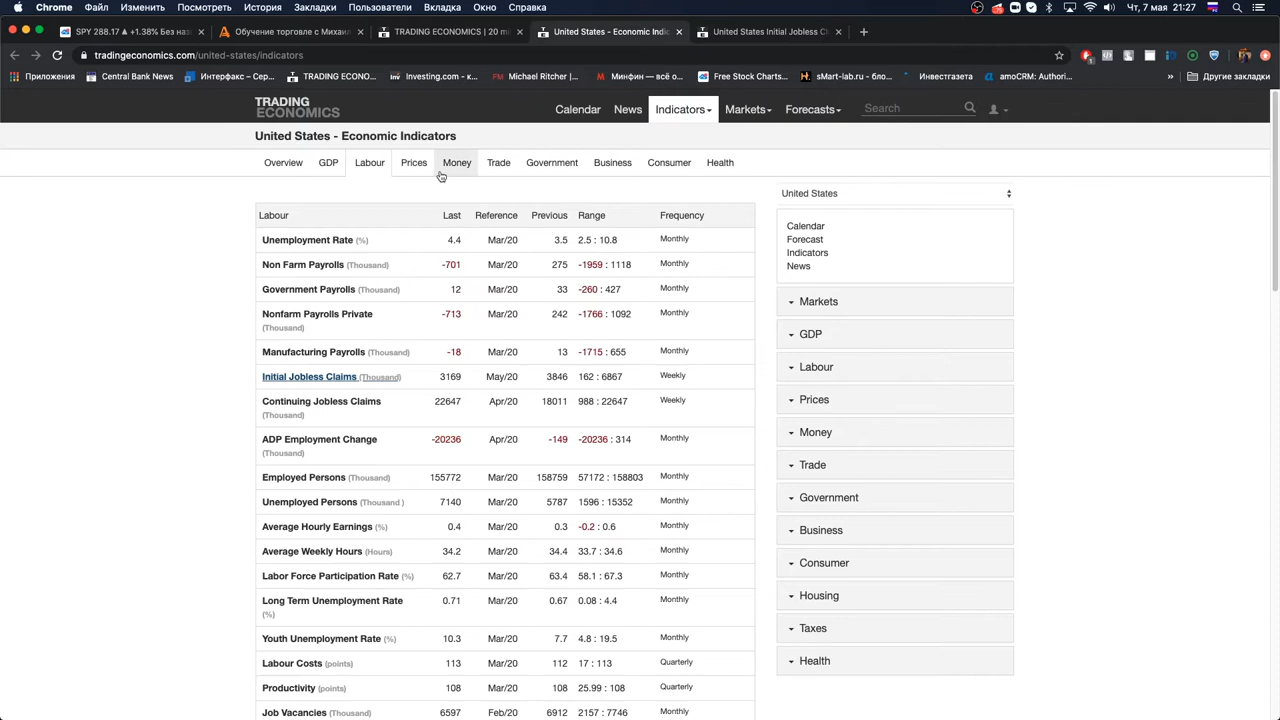 Chrome Файл Изменить Посмотреть История Закладки Пользователи Вкладка Окно Справка Чт, 7 мая 21:27
SPY 288.17 ▲ +1.38% Без наз Обучение торговле с Михаил TRADING ECONOMICS | 20 mi United States - Economic Indic United States Initial Jobless Cl
tradingeconomics.com/united-states/indicators
Приложения Central Bank News Интерфакс – Сер... TRADING ECONO... Investing.com - к... FM Michael Ritcher |... Минфин — всё о... Free Stock Charts... sMart-lab.ru - бло... Инвестгазета amoCRM: Authori... Другие закладки
TRADING
ECONOMICS
Calendar News Indicators Markets Forecasts Search
United States - Economic Indicators
Overview GDP Labour Prices Money Trade Government Business Consumer Health
Labour Last Reference Previous Range Frequency
Unemployment Rate (%) 4.4 Mar/20 3.5 2.5 : 10.8 Monthly
Non Farm Payrolls (Thousand) -701 Mar/20 275 -1959 : 1118 Monthly
Government Payrolls (Thousand) 12 Mar/20 33 -260 : 427 Monthly
Nonfarm Payrolls Private -713 Mar/20 242 -1766 : 1092 Monthly
(Thousand)
Manufacturing Payrolls (Thousand) -18 Mar/20 13 -1715 : 655 Monthly
Initial Jobless Claims (Thousand) 3169 May/20 3846 162 : 6867 Weekly
Continuing Jobless Claims 22647 Apr/20 18011 988 : 22647 Weekly
(Thousand)
ADP Employment Change -20236 Apr/20 -149 -20236 : 314 Monthly
(Thousand)
Employed Persons (Thousand) 155772 Mar/20 158759 57172 : 158803 Monthly
Unemployed Persons (Thousand ) 7140 Mar/20 5787 1596 : 15352 Monthly
Average Hourly Earnings (%) 0.4 Mar/20 0.3 -0.2 : 0.6 Monthly
Average Weekly Hours (Hours) 34.2 Mar/20 34.4 33.7 : 34.6 Monthly
Labor Force Participation Rate (%) 62.7 Mar/20 63.4 58.1 : 67.3 Monthly
Long Term Unemployment Rate 0.71 Mar/20 0.67 0.08 : 4.4 Monthly
(%)
Youth Unemployment Rate (%) 10.3 Mar/20 7.7 4.8 : 19.5 Monthly
Labour Costs (points) 113 Mar/20 112 17 : 113 Quarterly
Productivity (points) 108 Mar/20 108 25.99 : 108 Quarterly
Job Vacancies (Thousand) 6597 Feb/20 6912 2157 : 7746 Monthly
United States
Calendar
Forecast
Indicators
News
Markets
GDP
Labour
Prices
Money
Trade
Government
Business
Consumer
Housing
Taxes
Health